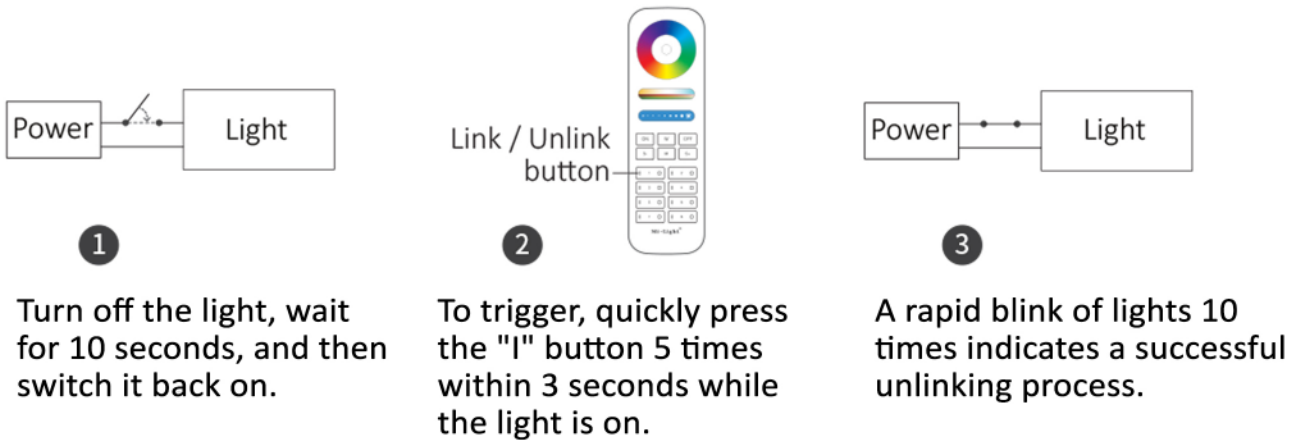 Power
Light
1
Turn off the light, wait
for 10 seconds, and then
switch it back on.
Link / Unlink
button
Mi-Light
2
To trigger, quickly press
the "I" button 5 times
within 3 seconds while
the light is on.
Power
Light
3
A rapid blink of lights 10
times indicates a successful
unlinking process.